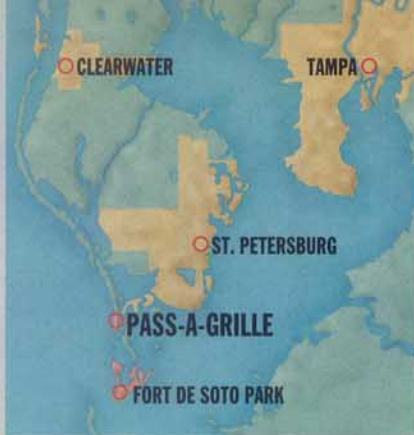 CLEARWATER
TAMPA
ST. PETERSBURG
PASS-A-GRILLE
FORT DE SOTO PARK